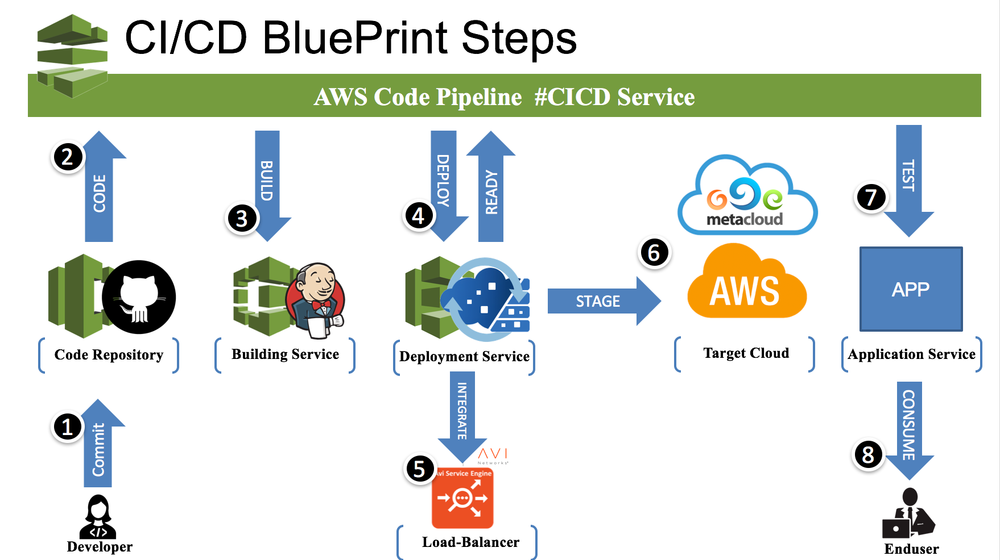 CI/CD BluePrint Steps
AWS Code Pipeline #CICD Service
2
CODE
3
BUILD
4
DEPLOY
READY
metacloud
6
AWS
7
TEST
APP
STAGE
Code Repository
Building Service
Deployment Service
Target Cloud
Application Service
1
Commit
</>
Developer
INTEGRATE
AVI
Networks
5
Avi Service Engine
Load-Balancer
CONSUME
8
Enduser